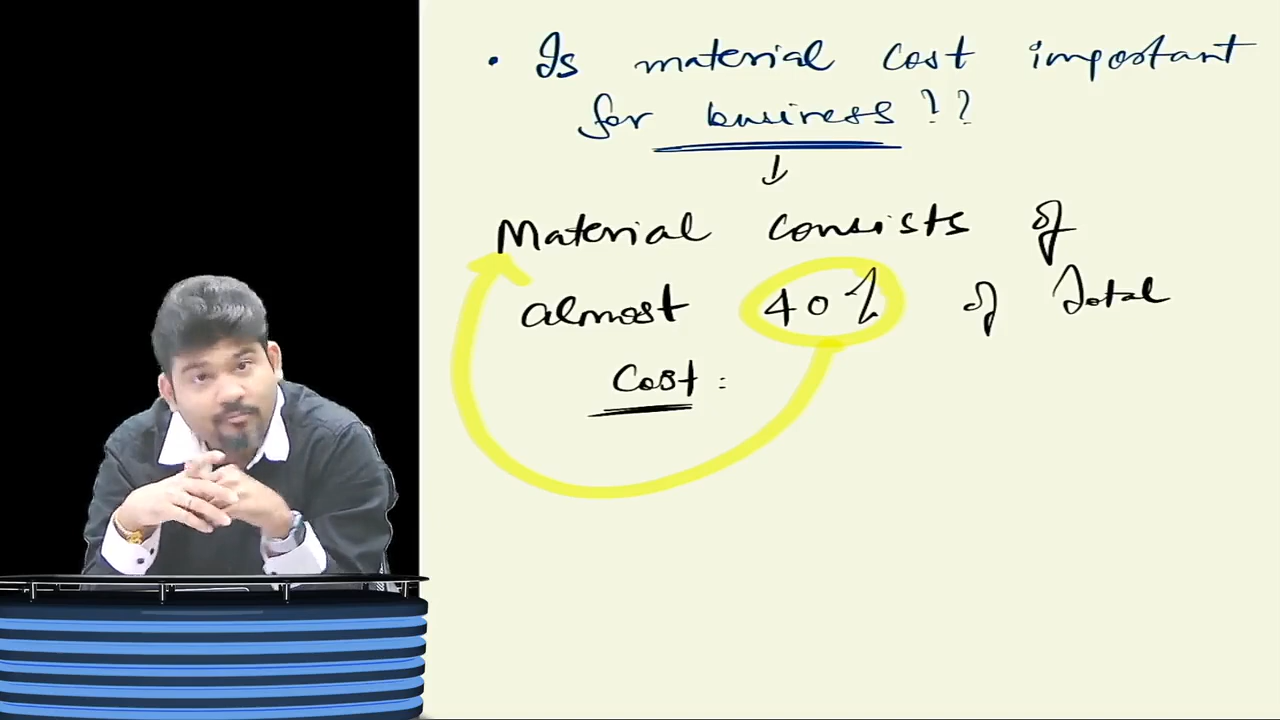 • Is material cost important
for business??
↓
Material consists of
almost 40% of Total
Cost :